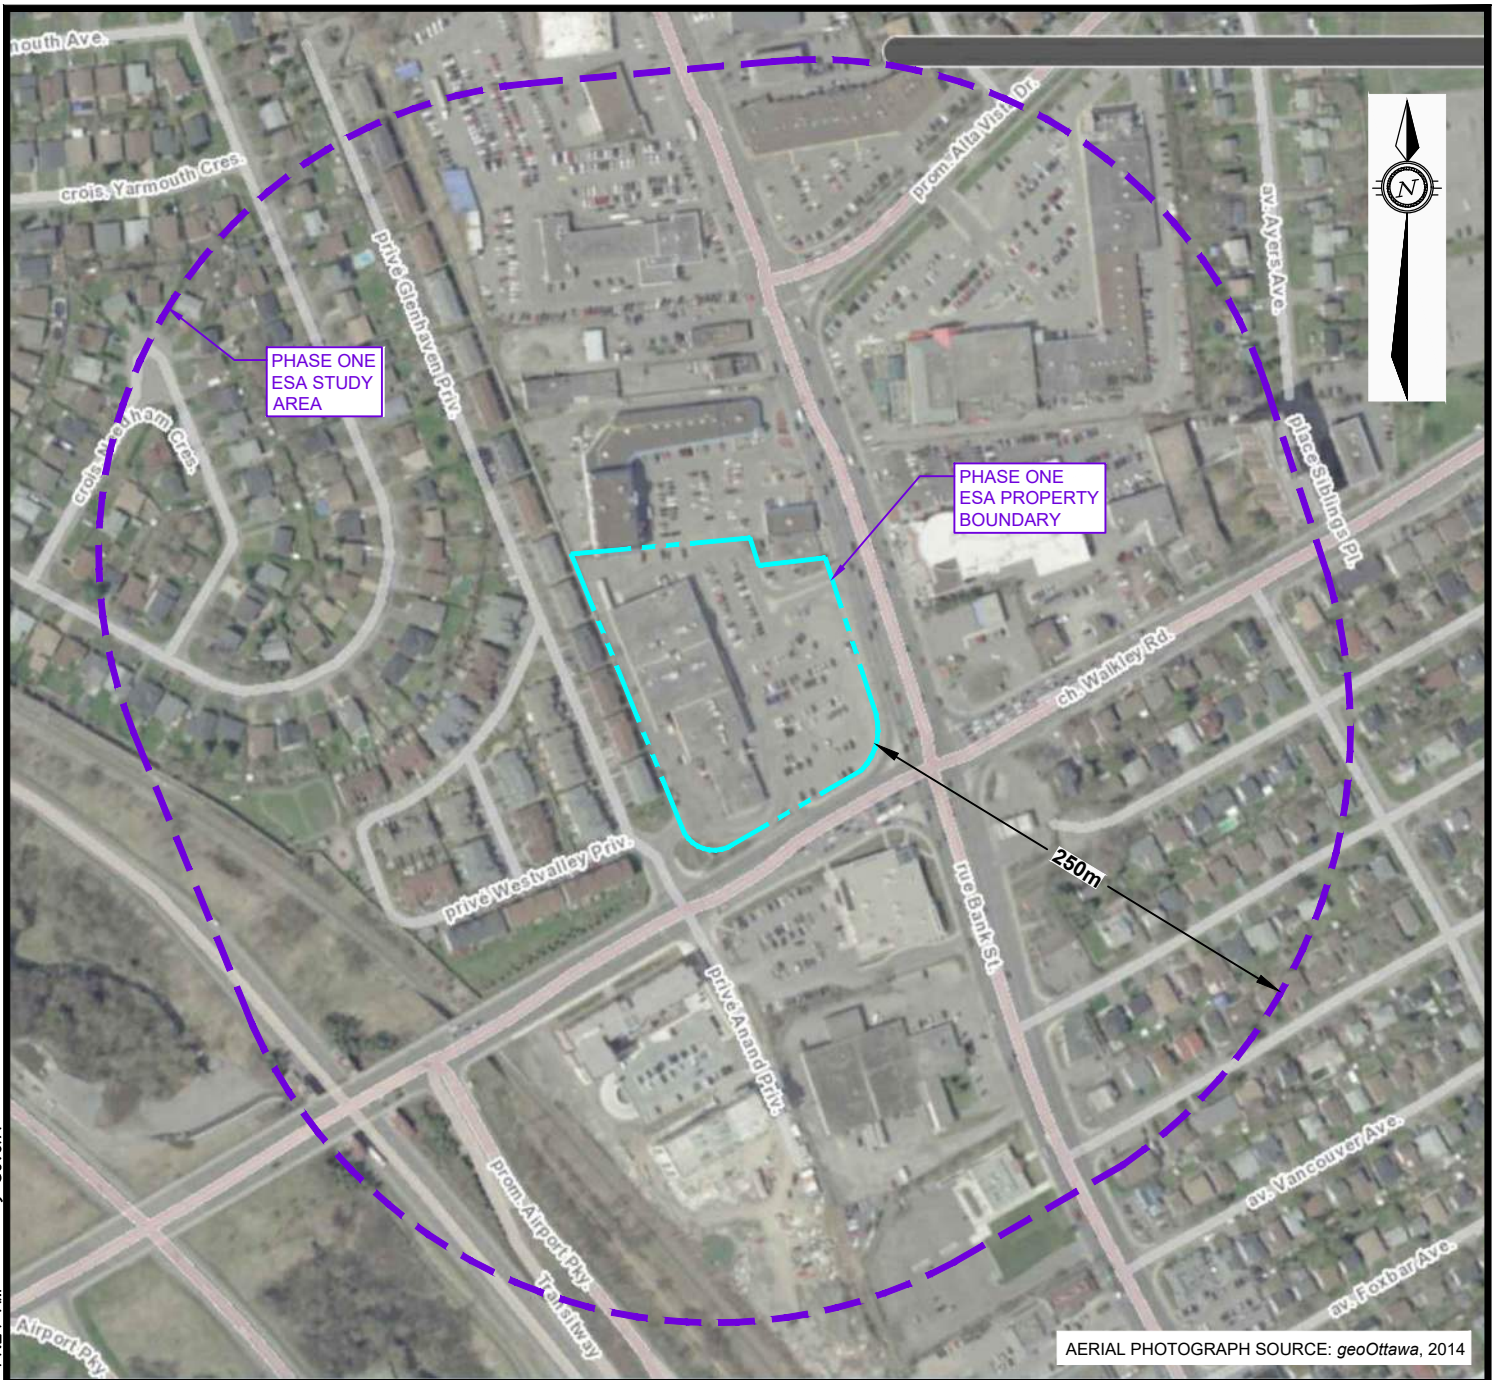 mouth Ave.
crois. Yarmouth Cres.
privé Glenhaven Priv.
prom. Alta Vista Dr.
av. Ayers Ave.
N
PHASE ONE
ESA STUDY
AREA
PHASE ONE
ESA PROPERTY
BOUNDARY
place Siblings Pl.
ch. Walkley Rd.
250m
privé Westvalley Priv.
rue Bank St.
privé Anand Priv.
prom. Airport Pky.
Transitway
Airport Pky.
av. Vancouver Ave.
av. Foxbar Ave.
AERIAL PHOTOGRAPH SOURCE: geoOttawa, 2014